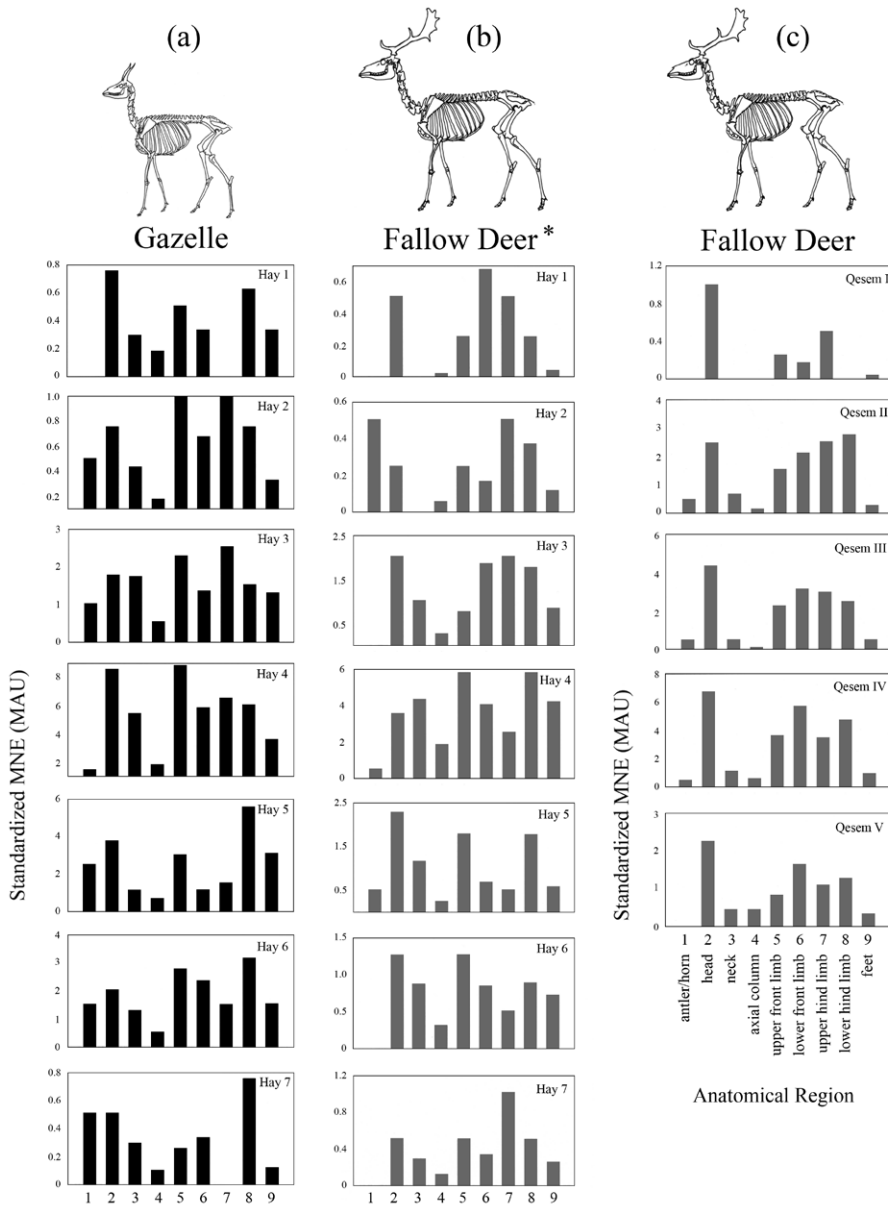 (a) (b) (c)
Gazelle Fallow Deer * Fallow Deer
Standardized MNE (MAU)
0.8
0.6
0.4
0.2
0
Hay 1
1.0
0.8
0.6
0.4
0.2
Hay 2
3
2
1
0
Hay 3
8
6
4
2
Hay 4
6
4
2
0
Hay 5
4
3
2
1
0
Hay 6
0.8
0.6
0.4
0.2
0
Hay 7
1 2 3 4 5 6 7 8 9
0.6
0.4
0.2
0
Hay 1
0.6
0.4
0.2
0
Hay 2
2.5
1.5
0.5
Hay 3
6
4
2
0
Hay 4
2.5
1.5
0.5
Hay 5
1.5
1.0
0.5
0
Hay 6
1.2
0.8
0.4
0
Hay 7
1 2 3 4 5 6 7 8 9
Standardized MNE (MAU)
1.2
0.8
0.4
0
Qesem I
4
3
2
1
0
Qesem II
6
4
2
0
Qesem III
8
6
4
2
0
Qesem IV
3
2
1
0
Qesem V
1 2 3 4 5 6 7 8 9
antler/horn
head
neck
axial column
upper front limb
lower front limb
upper hind limb
lower hind limb
feet
Anatomical Region